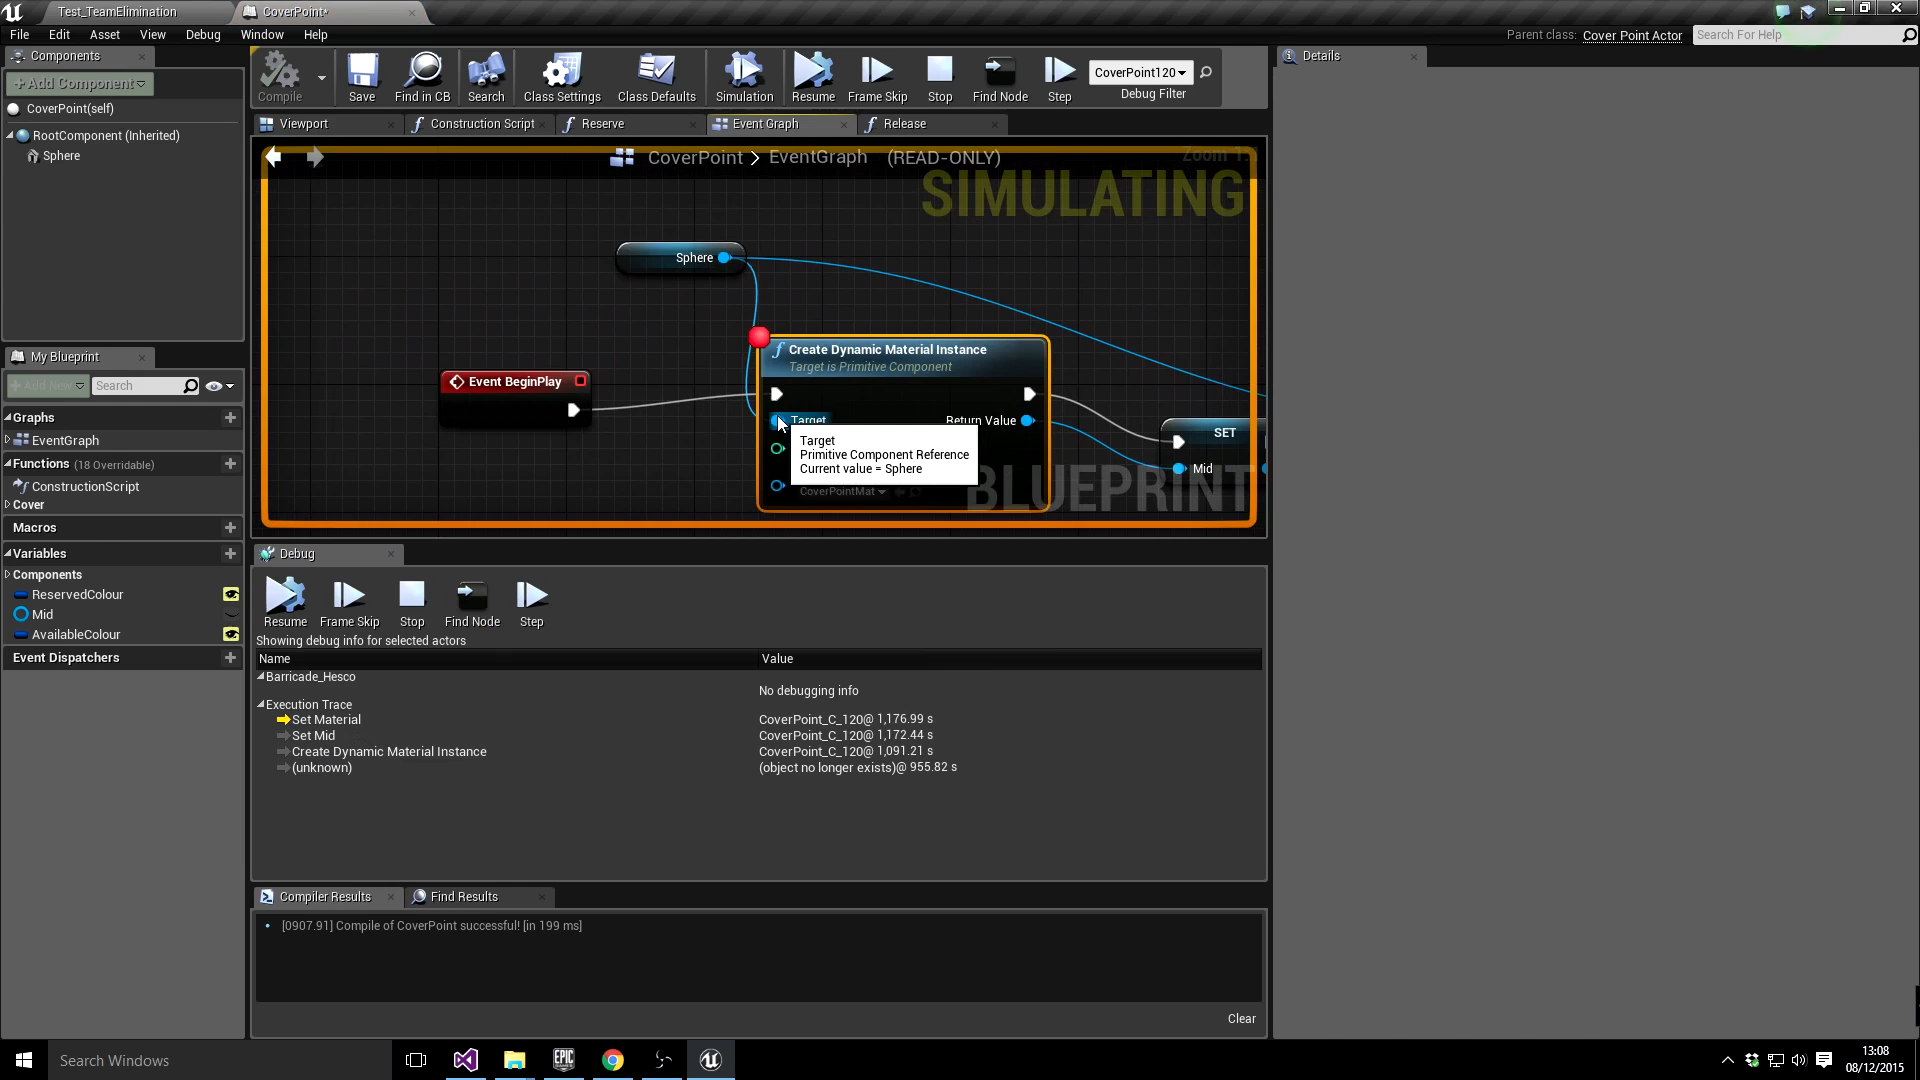 Test_TeamElimination
CoverPoint*
File Edit Asset View Debug Window Help
Parent class: Cover Point Actor
Search For Help
Components
+Add Component
CoverPoint(self)
RootComponent (Inherited)
Sphere
My Blueprint
+Add New
Search
Graphs
EventGraph
Functions (18 Overridable)
ConstructionScript
Cover
Macros
Variables
Components
ReservedColour
Mid
AvailableColour
Event Dispatchers
Compile
Save
Find in CB
Search
Class Settings
Class Defaults
Simulation
Resume
Frame Skip
Stop
Find Node
Step
CoverPoint120
Debug Filter
Viewport
Construction Script
Reserve
Event Graph
Release
CoverPoint > EventGraph (READ-ONLY)
SIMULATING
Sphere
Event BeginPlay
Create Dynamic Material Instance
Target is Primitive Component
Target
Return Value
Target
Primitive Component Reference
Current value = Sphere
CoverPointMat
SET
Mid
BLUEPRINT
Debug
Resume
Frame Skip
Stop
Find Node
Step
Showing debug info for selected actors
Name Value
Barricade_Hesco
No debugging info
Execution Trace
Set Material CoverPoint_C_120@ 1,176.99 s
Set Mid CoverPoint_C_120@ 1,172.44 s
Create Dynamic Material Instance CoverPoint_C_120@ 1,091.21 s
(unknown) (object no longer exists)@ 955.82 s
Compiler Results
Find Results
[0907.91] Compile of CoverPoint successful! [in 199 ms]
Clear
Details
Search Windows
EPIC
GAMES
13:08
08/12/2015